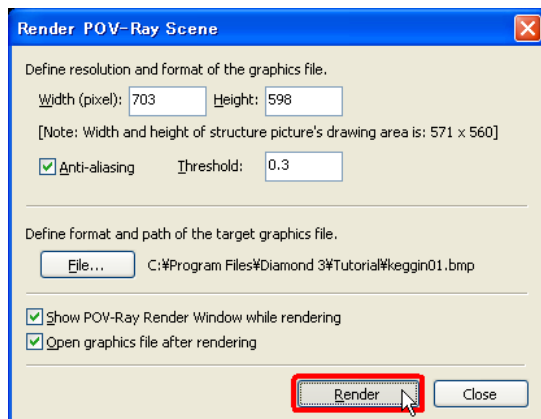 Render POV-Ray Scene
Define resolution and format of the graphics file.
Width (pixel): 703 Height: 598
[Note: Width and height of structure picture's drawing area is: 571 x 560]
Anti-aliasing Threshold: 0.3
Define format and path of the target graphics file.
File... C:¥Program Files¥Diamond 3¥Tutorial¥keggin01.bmp
Show POV-Ray Render Window while rendering
Open graphics file after rendering
Render Close